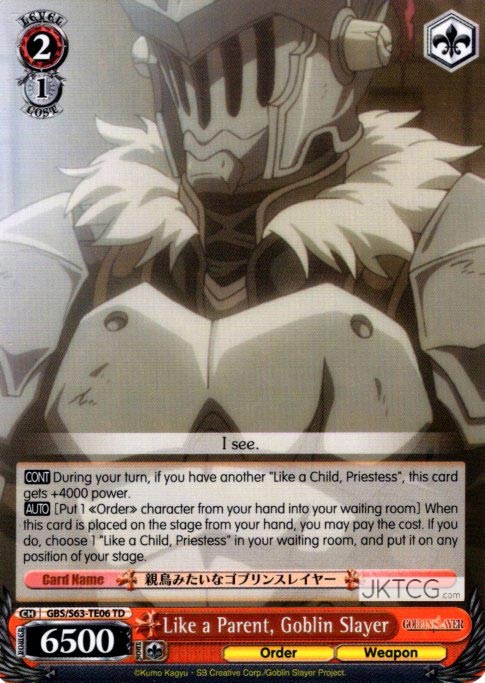 LEVEL
2
1
COST
I see.
CONT During your turn, if you have another "Like a Child, Priestess", this card
gets +4000 power.
AUTO [Put 1 «Order» character from your hand into your waiting room] When
this card is placed on the stage from your hand, you may pay the cost. If you
do, choose 1 "Like a Child, Priestess" in your waiting room, and put it on any
position of your stage.
Card Name 親鳥みたいなゴブリンスレイヤー
JKTCG.com
CH GBS/S63-TE06 TD
POWER 6500 SOUL Like a Parent, Goblin Slayer GOBLIN SLAYER
Order Weapon
©Kumo Kagyu - SB Creative Corp./Goblin Slayer Project.